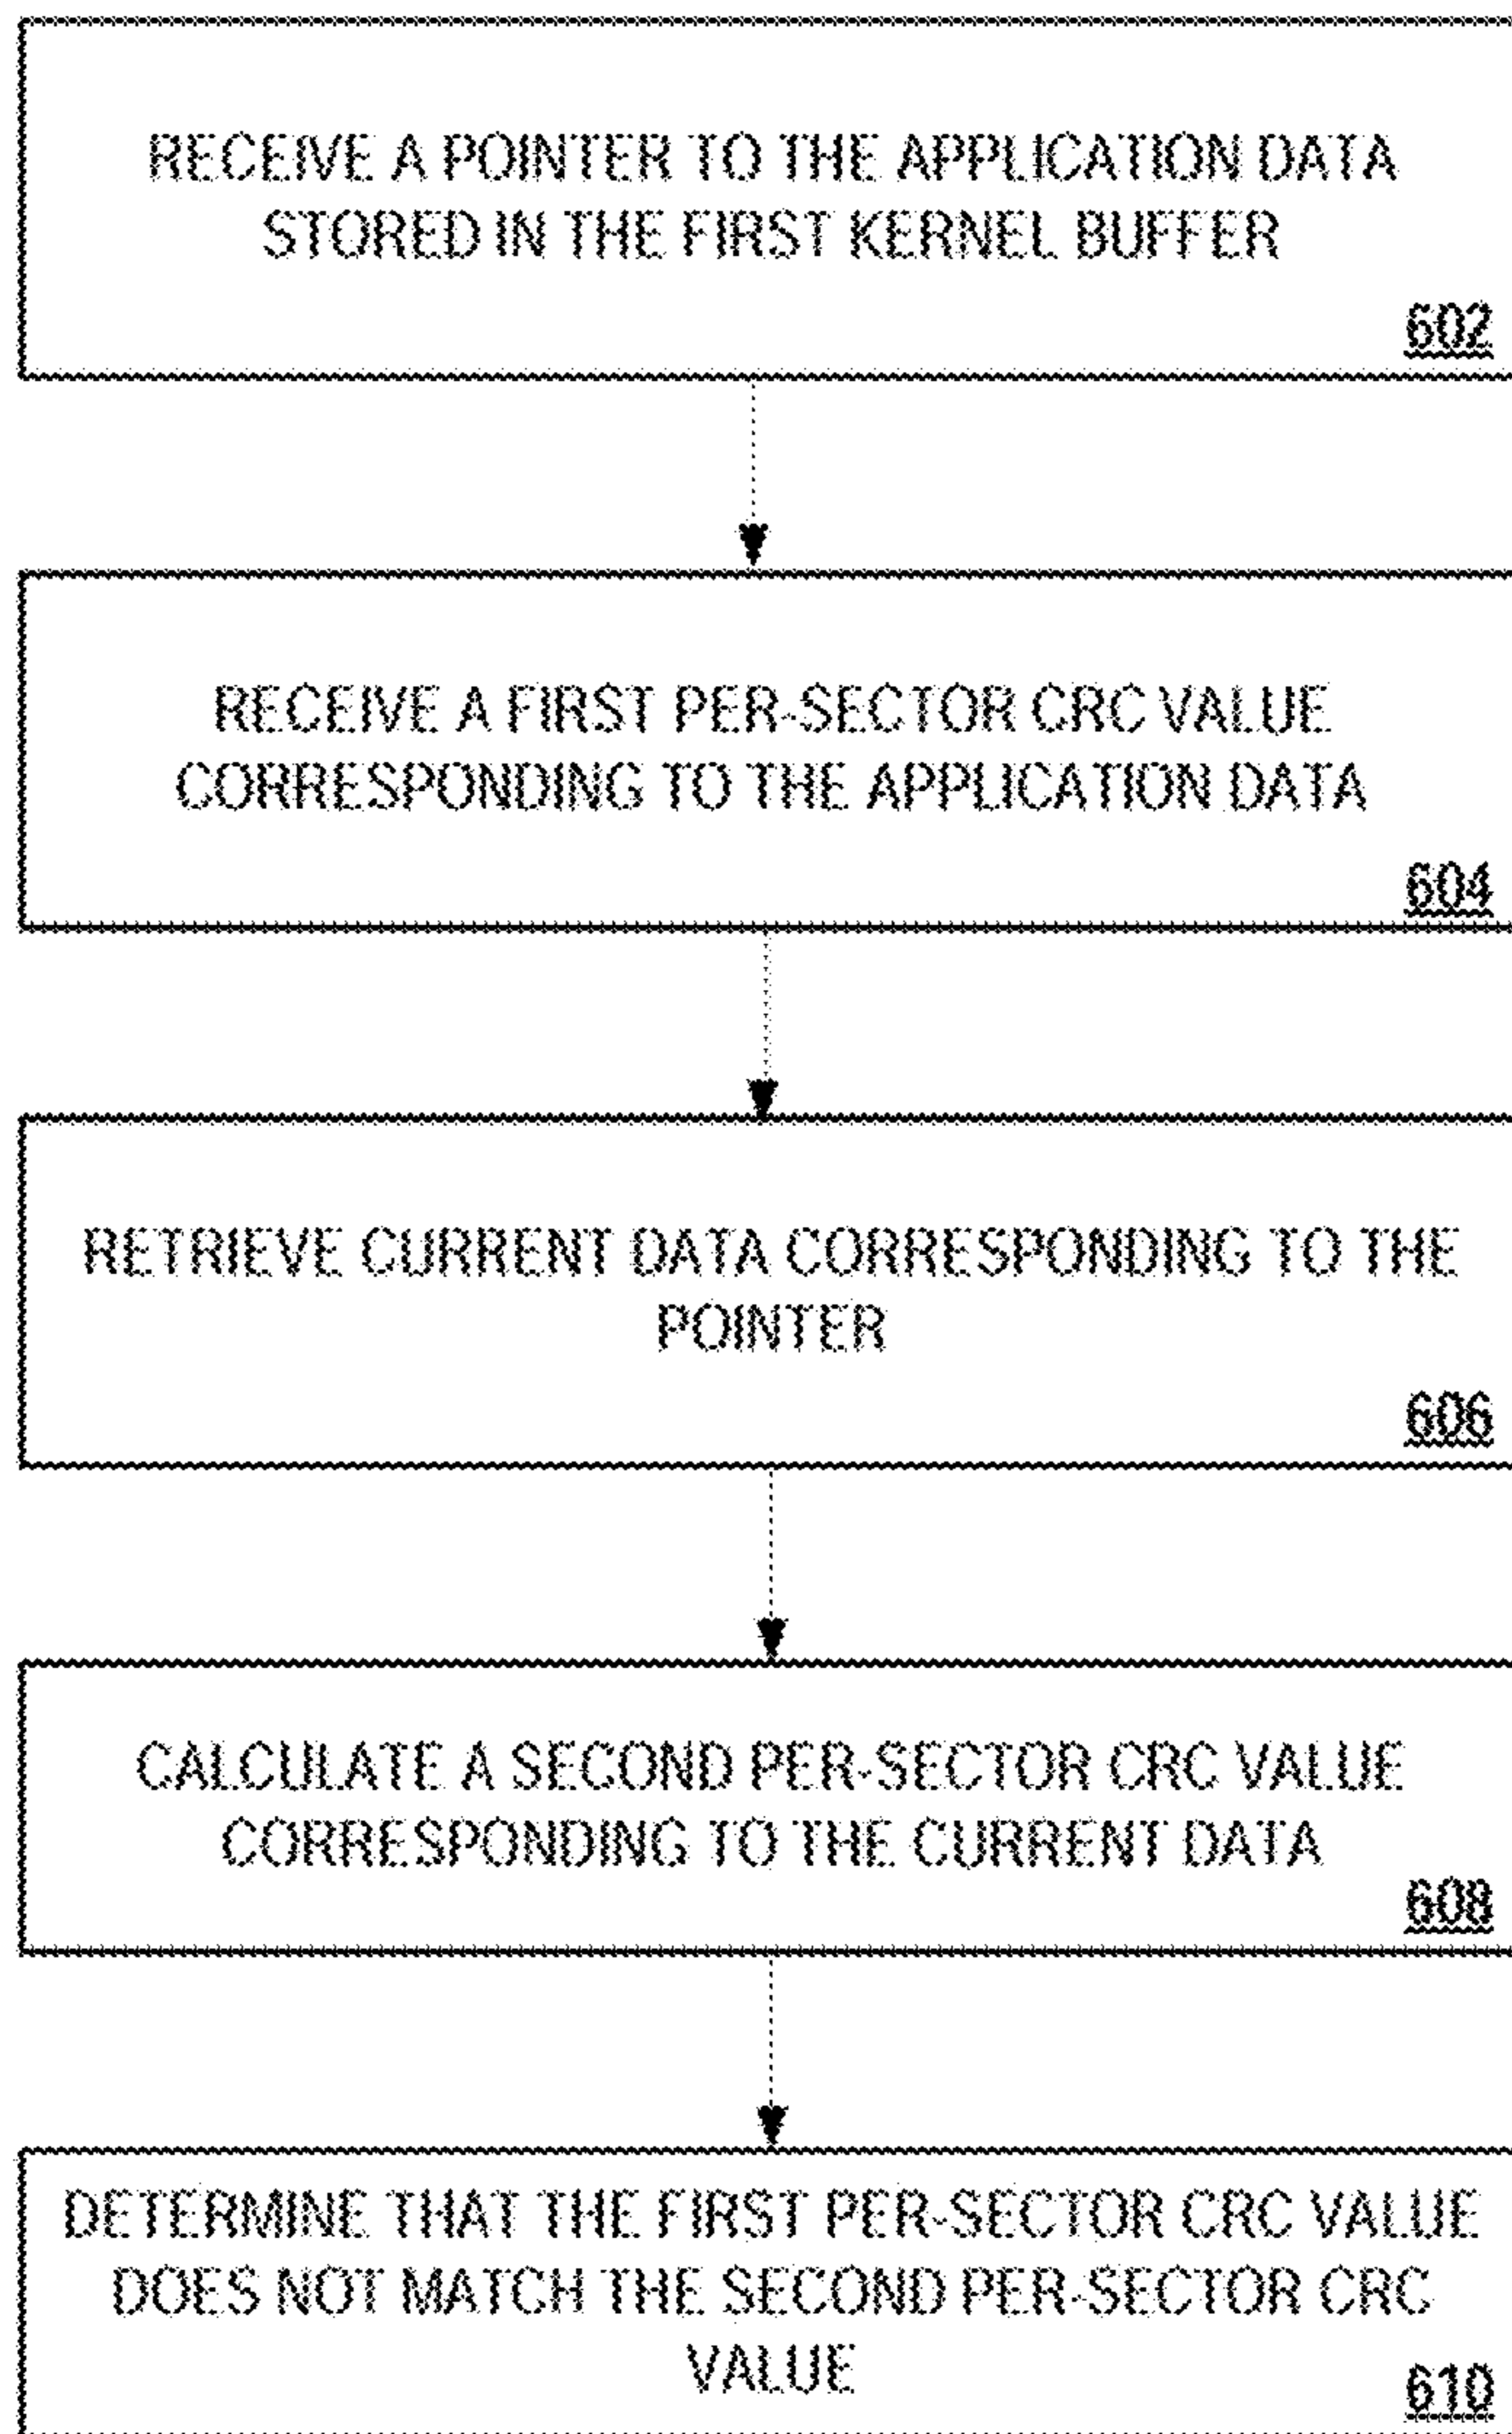 RECEIVE A POINTER TO THE APPLICATION DATA
STORED IN THE FIRST KERNEL BUFFER
602
RECEIVE A FIRST PER-SECTOR CRC VALUE
CORRESPONDING TO THE APPLICATION DATA
604
RETRIEVE CURRENT DATA CORRESPONDING TO THE
POINTER
606
CALCULATE A SECOND PER-SECTOR CRC VALUE
CORRESPONDING TO THE CURRENT DATA
608
DETERMINE THAT THE FIRST PER-SECTOR CRC VALUE
DOES NOT MATCH THE SECOND PER-SECTOR CRC
VALUE
610